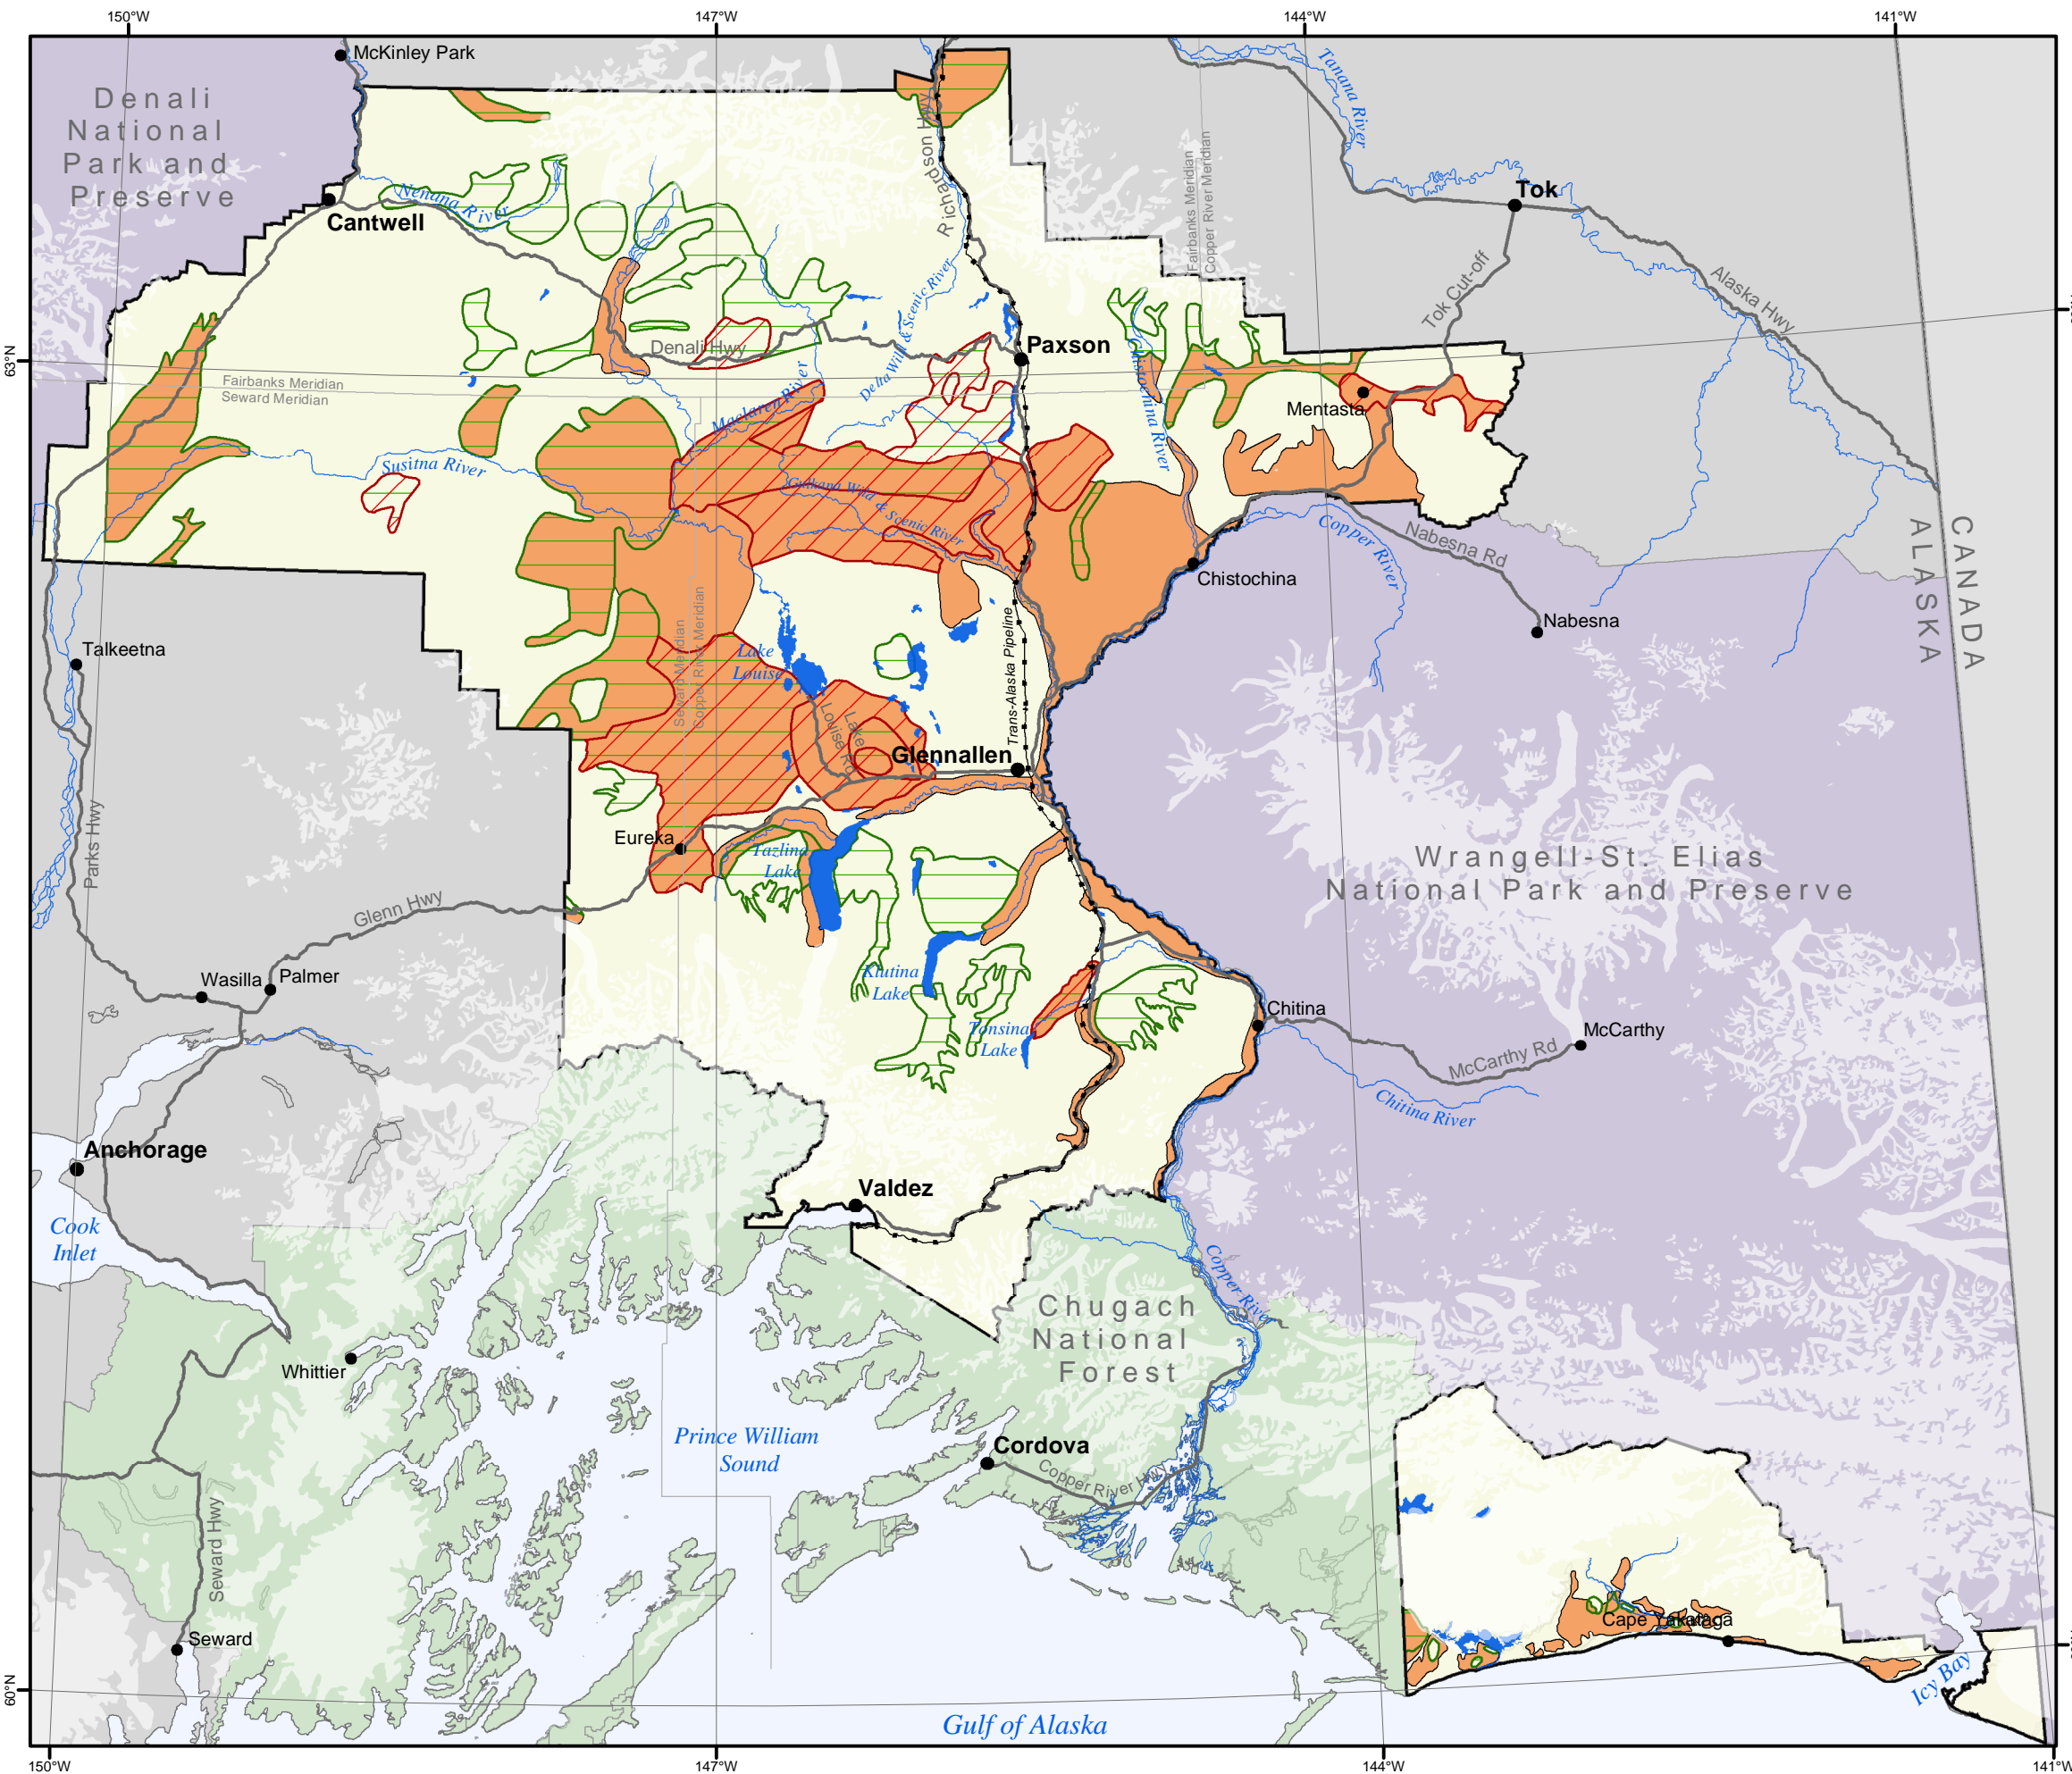 150°W
147°W
144°W
141°W
McKinley Park
Denali
National
Park and
Preserve
Tanana River
Richardson Hwy
Fairbanks Meridian
Copper River Meridian
Tok
Nenana River
Cantwell
Tok Cut-off
Alaska Hwy
Delta Wild & Scenic River
63°N
Denali Hwy
Paxson
Chistochina River
Fairbanks Meridian
Seward Meridian
Maclaren River
Mentasta
Susitna River
Gulkana Wild
& Scenic River
Copper River
Nabesna Rd
CANADA
ALASKA
Chistochina
Nabesna
Talkeetna
Seward Meridian
Copper River Meridian
Trans-Alaska Pipeline
Lake
Louise
Lake
Louise Rd
Glennallen
Parks Hwy
Eureka
Tazlina
Lake
Wrangell-St. Elias
National Park and Preserve
Glenn Hwy
Wasilla
Palmer
Klutina
Lake
Tonsina
Lake
Chitina
McCarthy
McCarthy Rd
Chitina River
Anchorage
Valdez
Cook
Inlet
Copper River
Chugach
National
Forest
Whittier
Prince William
Sound
Cordova
Copper River Hwy
Seward Hwy
Cape Yakataga
Seward
Icy Bay
60°N
Gulf of Alaska
150°W
147°W
144°W
141°W